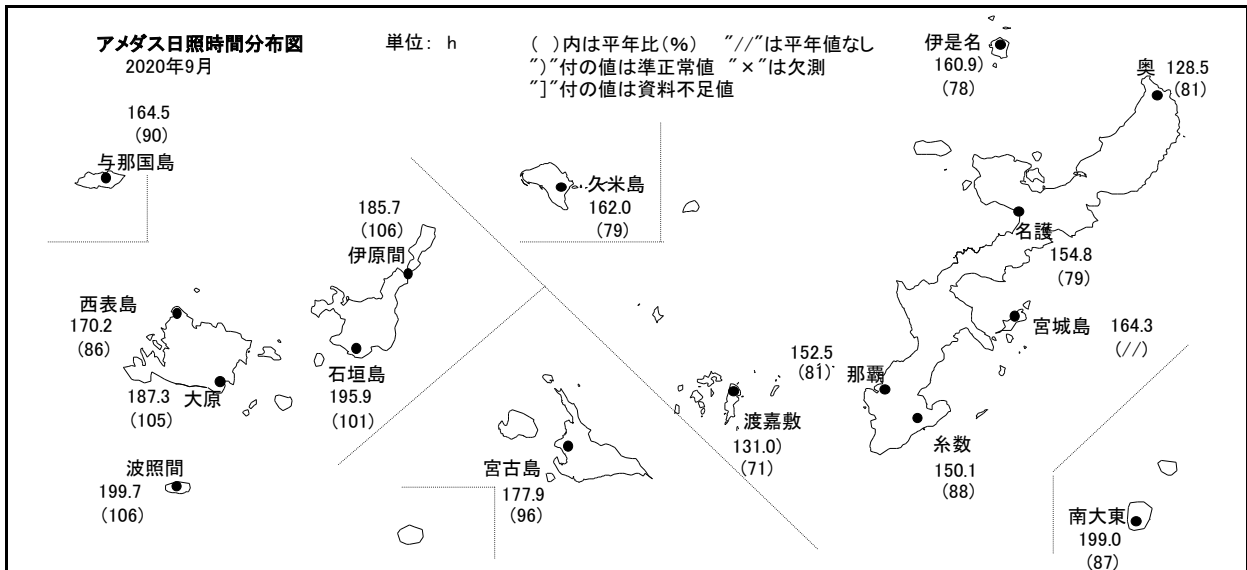 アメダス日照時間分布図
2020年9月
単位： h
( )内は平年比(%) "//"は平年値なし
")"付の値は準正常値 "×"は欠測
"]"付の値は資料不足値
伊是名
160.9)
(78)
奥 128.5
(81)
164.5
(90)
与那国島
久米島
162.0
(79)
185.7
(106)
伊原間
名護
154.8
(79)
西表島
170.2
(86)
宮城島 164.3
(//)
石垣島
195.9
(101)
大原
187.3
(105)
152.5
(81)
那覇
渡嘉敷
131.0)
(71)
糸数
150.1
(88)
波照間
199.7
(106)
宮古島
177.9
(96)
南大東
199.0
(87)